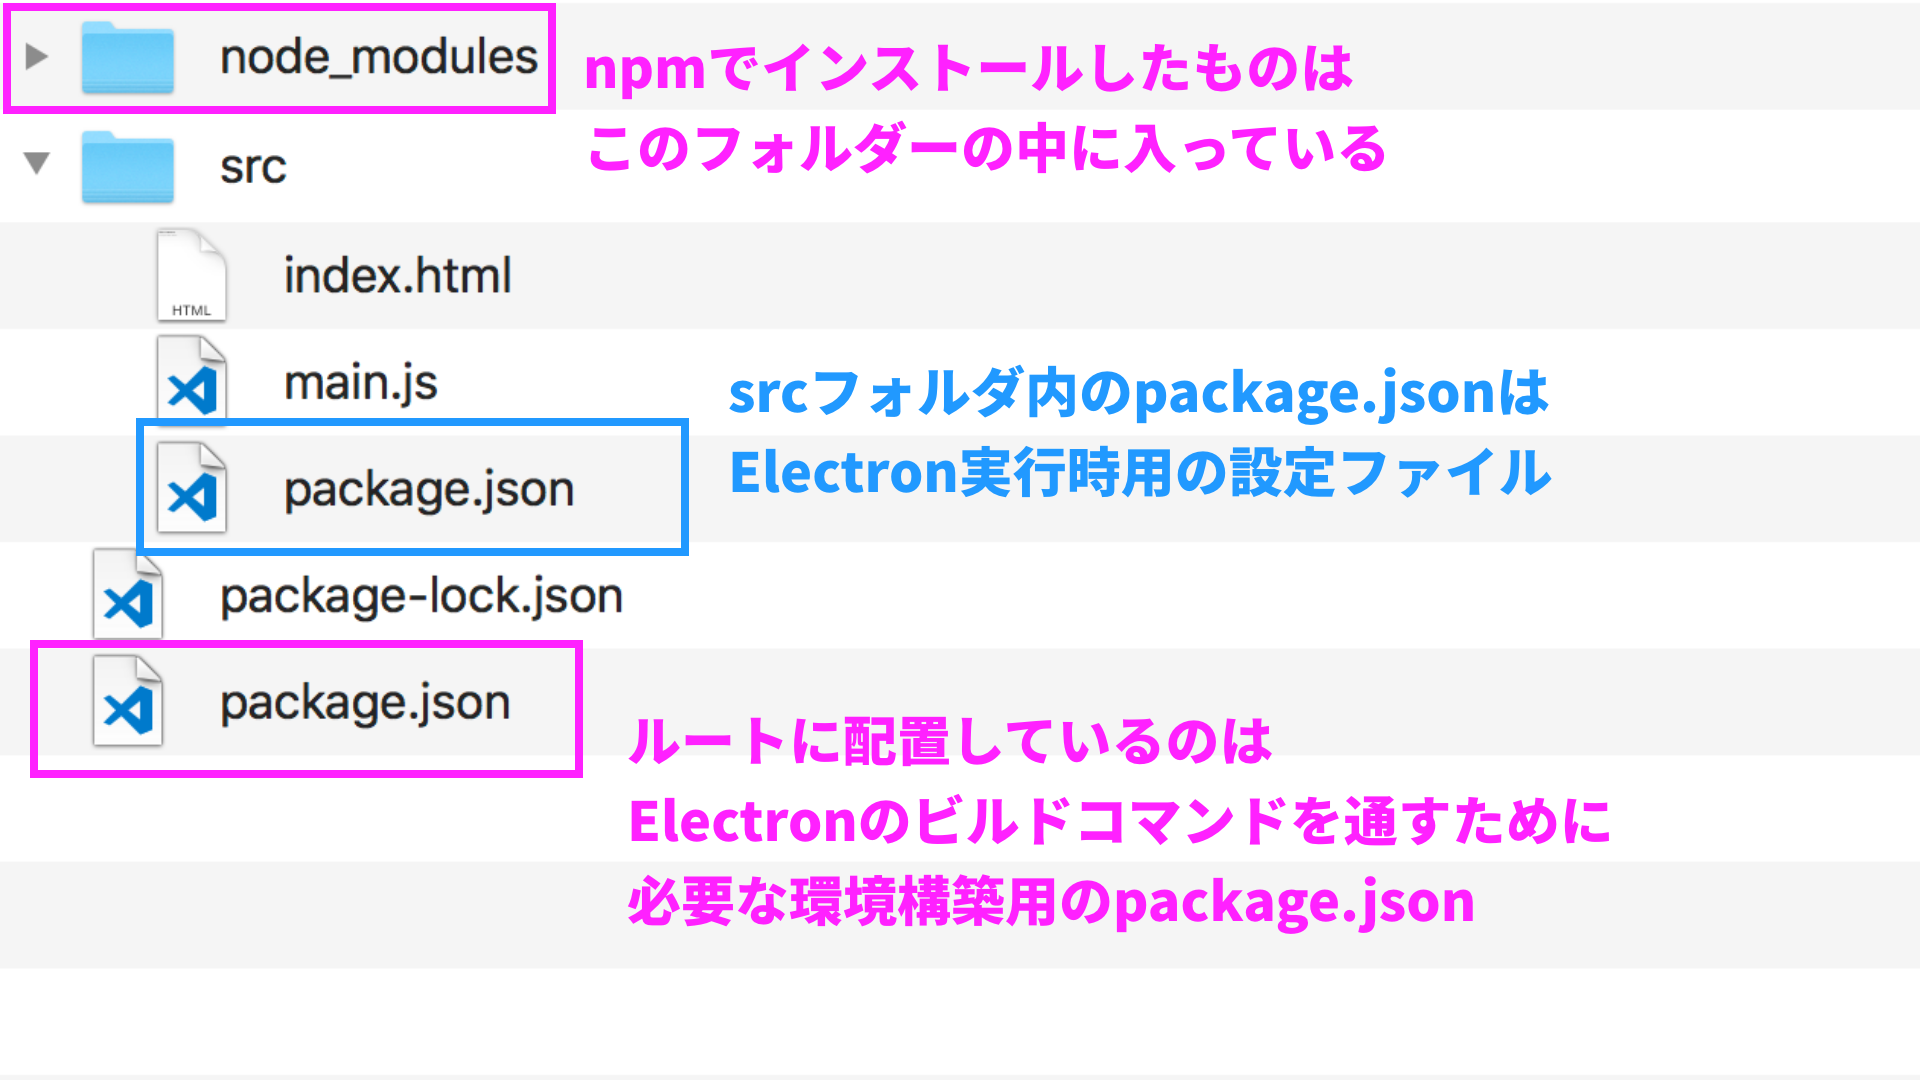 node_modules
npmでインストールしたものは
このフォルダーの中に入っている
src
index.html
HTML
main.js
srcフォルダ内のpackage.jsonは
Electron実行時用の設定ファイル
package.json
package-lock.json
package.json
ルートに配置しているのは
Electronのビルドコマンドを通すために
必要な環境構築用のpackage.json